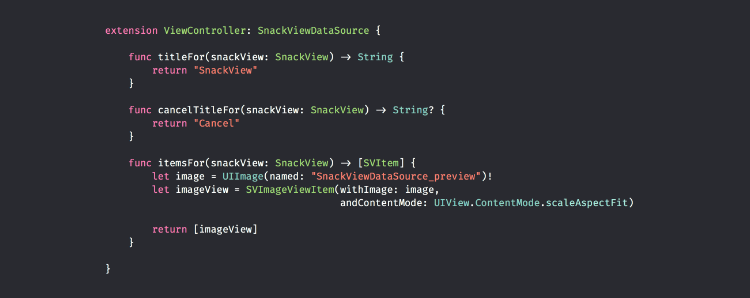 extension ViewController: SnackViewDataSource {
func titleFor(snackView: SnackView) -> String {
return "SnackView"
}
func cancelTitleFor(snackView: SnackView) -> String? {
return "Cancel"
}
func itemsFor(snackView: SnackView) -> [SVItem] {
let image = UIImage(named: "SnackViewDataSource_preview")!
let imageView = SVImageViewItem(withImage: image,
andContentMode: UIView.ContentMode.scaleAspectFit)
return [imageView]
}
}